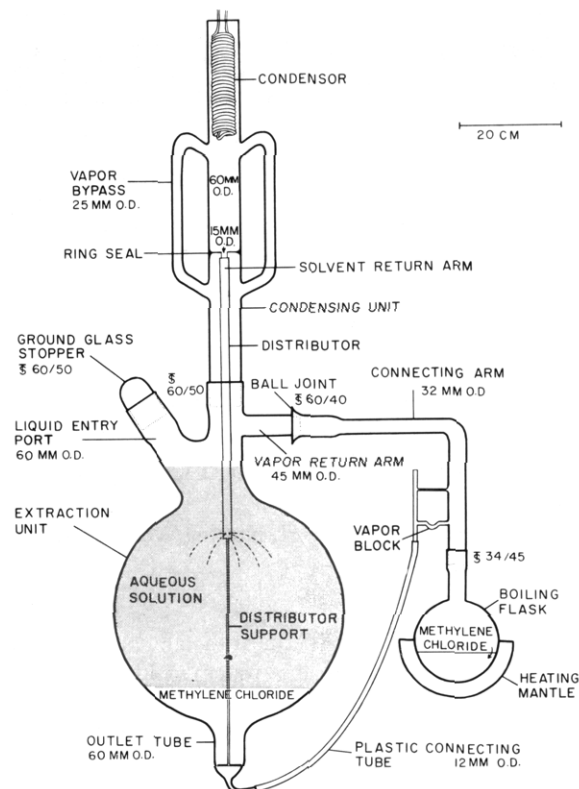 CONDENSOR
20 CM
VAPOR
BYPASS
25 MM O.D.
60MM
O.D.
15MM
O.D.
RING SEAL
SOLVENT RETURN ARM
CONDENSING UNIT
GROUND GLASS
STOPPER
60/50
60/50
DISTRIBUTOR
BALL JOINT
60/40
CONNECTING ARM
32 MM O.D
LIQUID ENTRY
PORT
60 MM O.D.
VAPOR RETURN ARM
45 MM O.D.
EXTRACTION
UNIT
VAPOR
BLOCK
34/45
AQUEOUS
SOLUTION
DISTRIBUTOR
SUPPORT
BOILING
FLASK
METHYLENE
CHLORIDE
HEATING
MANTLE
METHYLENE CHLORIDE
OUTLET TUBE
60 MM O.D.
PLASTIC CONNECTING
TUBE 12 MM O.D.